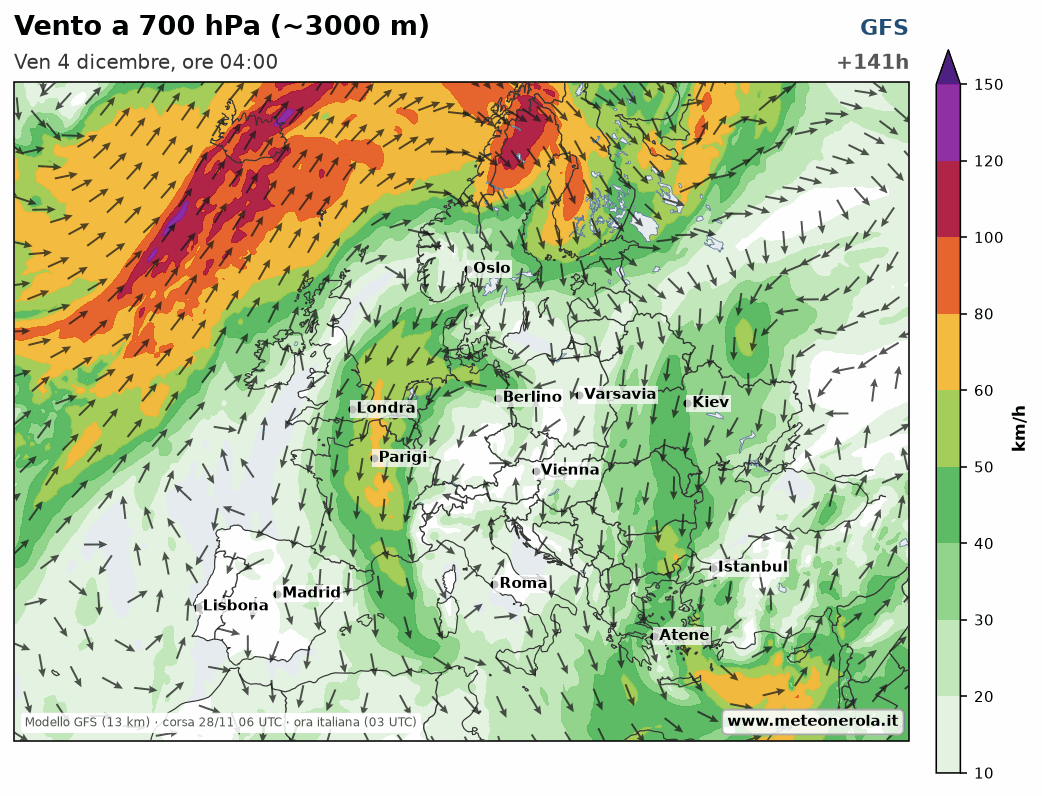 Vento a 700 hPa (~3000 m)
GFS
Ven 4 dicembre, ore 04:00
+141h
150
120
100
80
60
50
40
30
20
10
km/h
Oslo
Berlino
Varsavia
Kiev
Londra
Parigi
Vienna
Istanbul
Roma
Madrid
Lisbona
Atene
Modello GFS (13 km) · corsa 28/11 06 UTC · ora italiana (03 UTC)
www.meteonerola.it